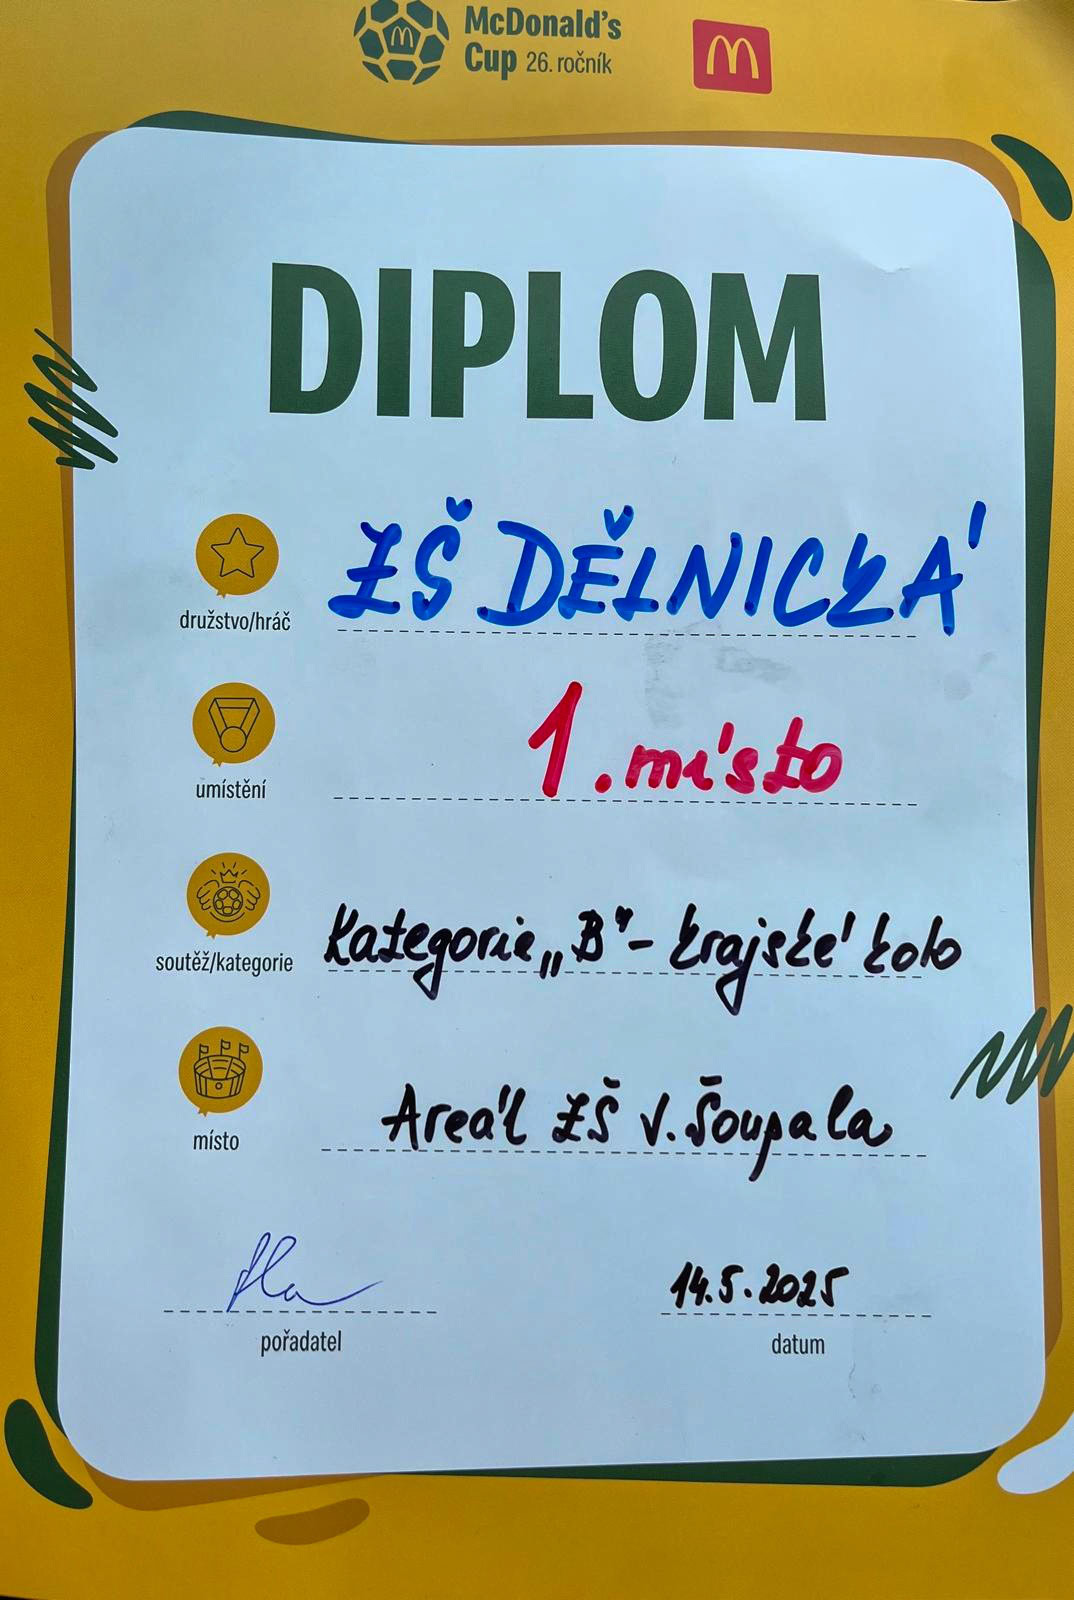 McDonald's
Cup 26. ročník
DIPLOM
družstvo/hráč ZŠ DĚLNICKÁ
umístění 1. místo
soutěž/kategorie Kategorie „B" - krajské kolo
místo Areál ZŠ V. Šoupala
14.5.2025
pořadatel datum